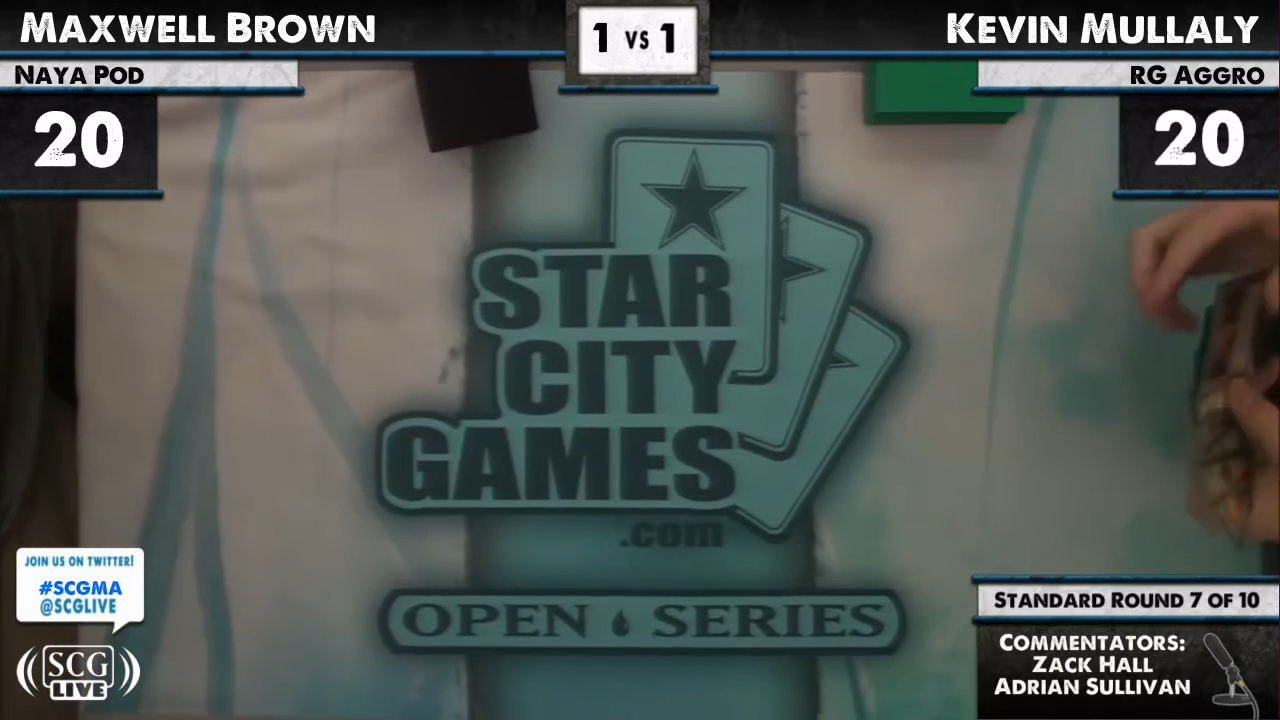 Maxwell Brown
1 vs 1
Kevin Mullaly
Naya Pod
RG Aggro
20
20
STAR
CITY
GAMES
.com
OPEN SERIES
JOIN US ON TWITTER!
#SCGMA
@SCGLIVE
SCG
LIVE
Standard Round 7 of 10
Commentators:
Zack Hall
Adrian Sullivan